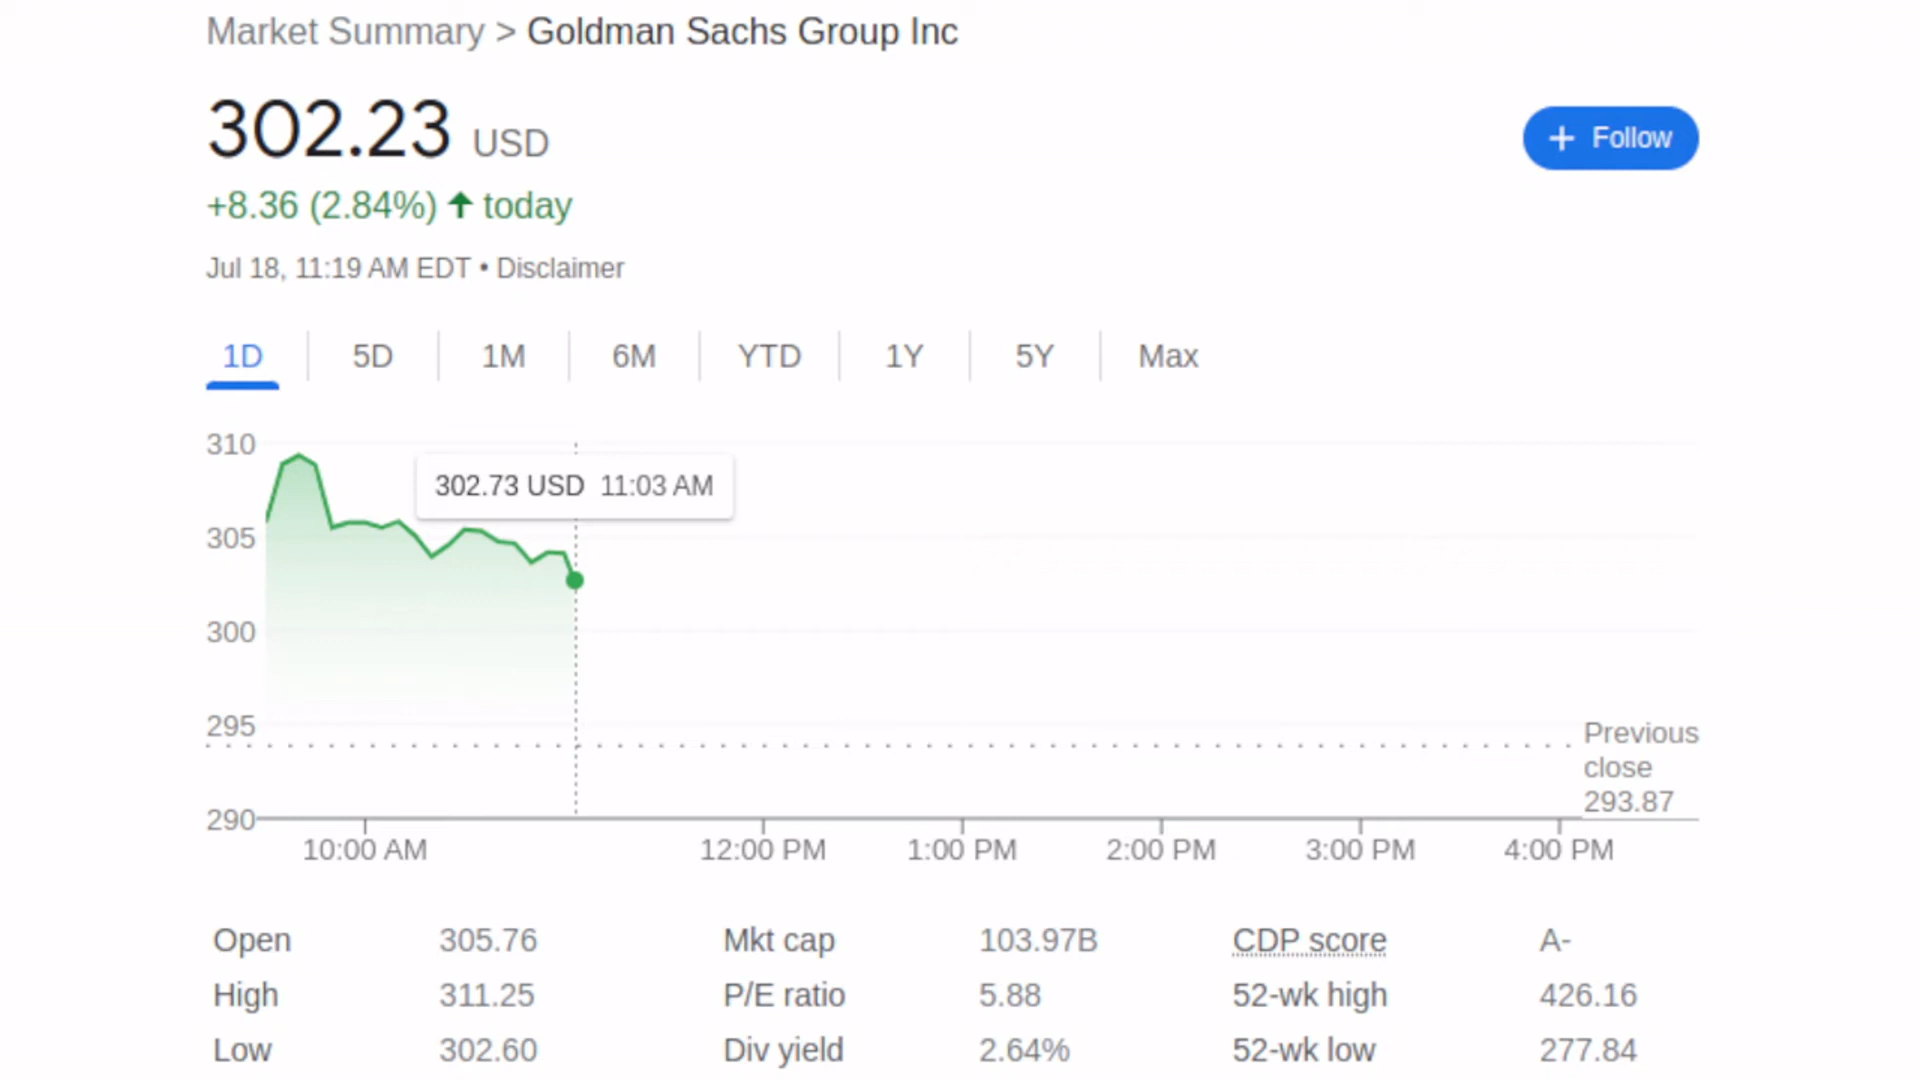 Market Summary > Goldman Sachs Group Inc
302.23 USD
+ Follow
+8.36 (2.84%) ↑ today
Jul 18, 11:19 AM EDT • Disclaimer
1D 5D 1M 6M YTD 1Y 5Y Max
310
302.73 USD 11:03 AM
305
300
295
Previous
close
293.87
290
10:00 AM 12:00 PM 1:00 PM 2:00 PM 3:00 PM 4:00 PM
Open 305.76 Mkt cap 103.97B CDP score A-
High 311.25 P/E ratio 5.88 52-wk high 426.16
Low 302.60 Div yield 2.64% 52-wk low 277.84